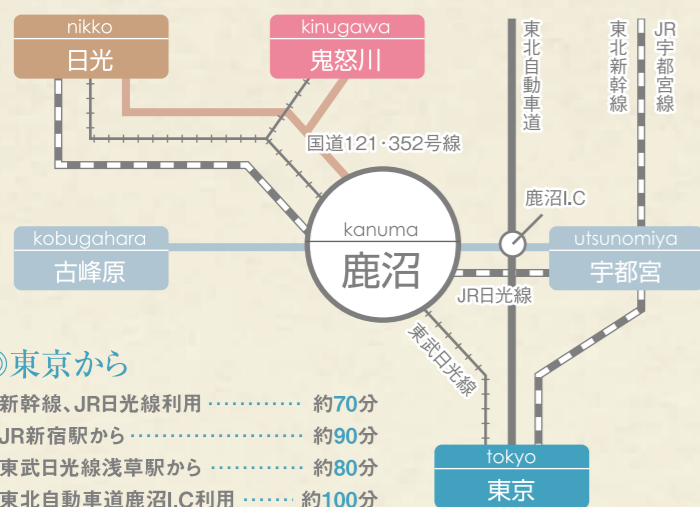 nikko
日光
kinugawa
鬼怒川
東北自動車道
東北新幹線
JR宇都宮線
国道121・352号線
鹿沼I.C
kobugahara
古峰原
kanuma
鹿沼
utsunomiya
宇都宮
JR日光線
東武日光線
◎東京から
新幹線、JR日光線利用 ・・・・・・・・・・・ 約70分
JR新宿駅から ・・・・・・・・・・・・・・・・・・・・ 約90分
東武日光線浅草駅から ・・・・・・・・・・・ 約80分
東北自動車道鹿沼I.C利用 ・・・・・・ 約100分
tokyo
東京